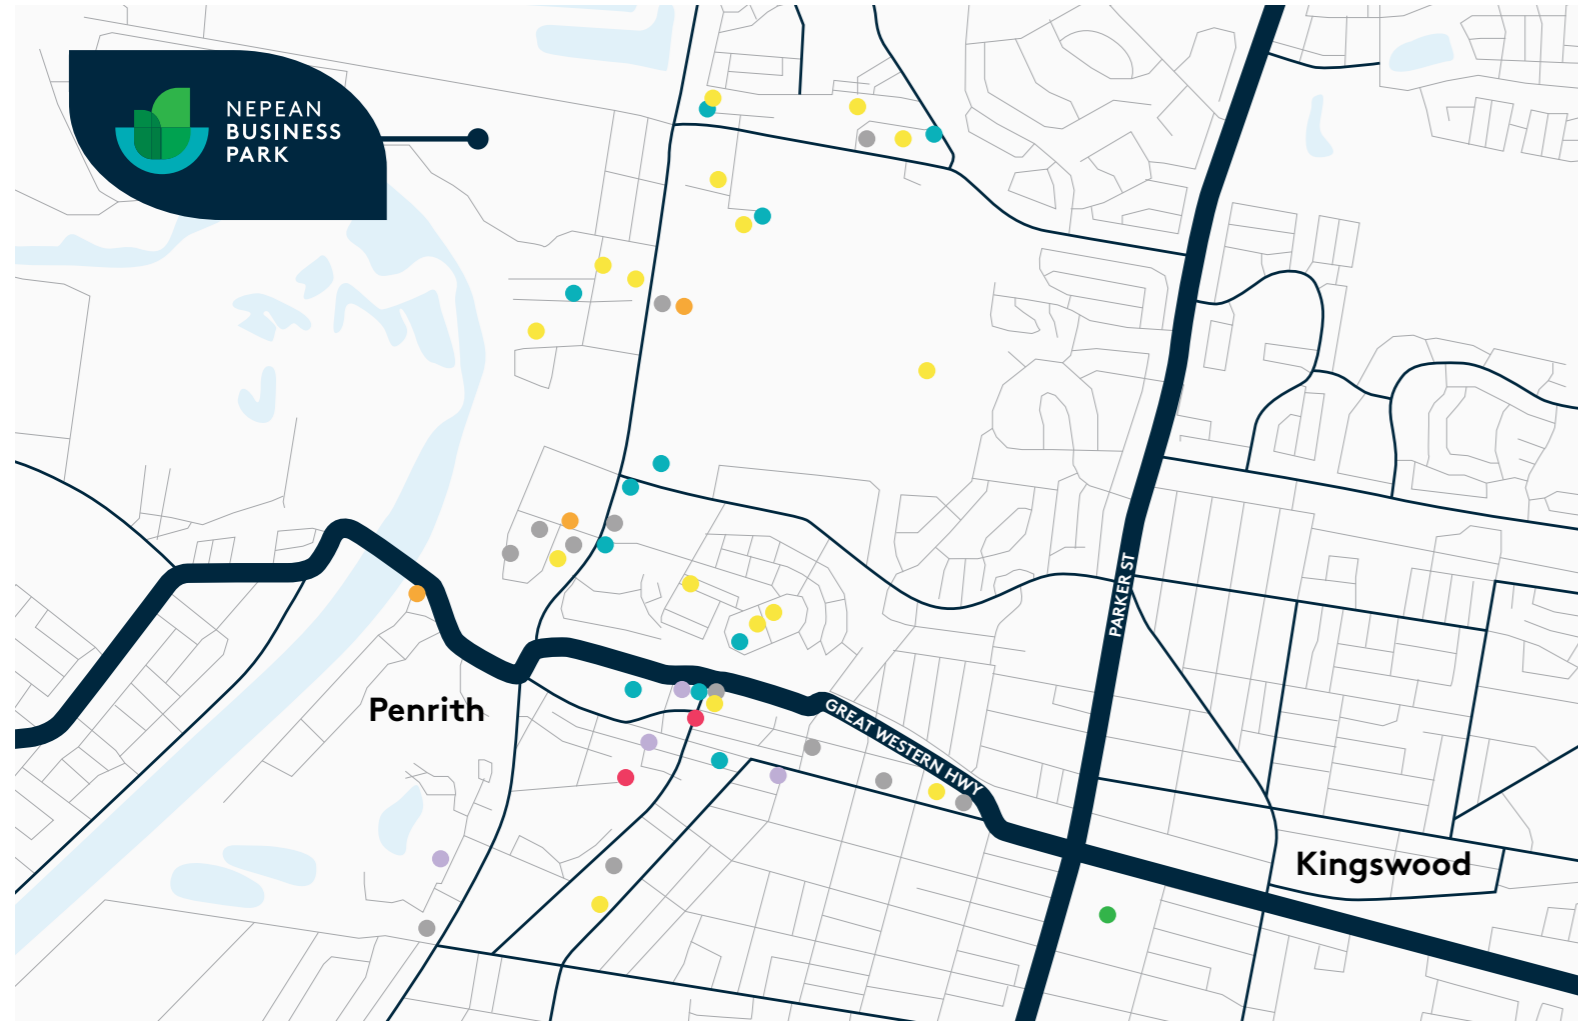 NEPEAN
BUSINESS
PARK
PARKER ST
Penrith
GREAT WESTERN HWY
Kingswood